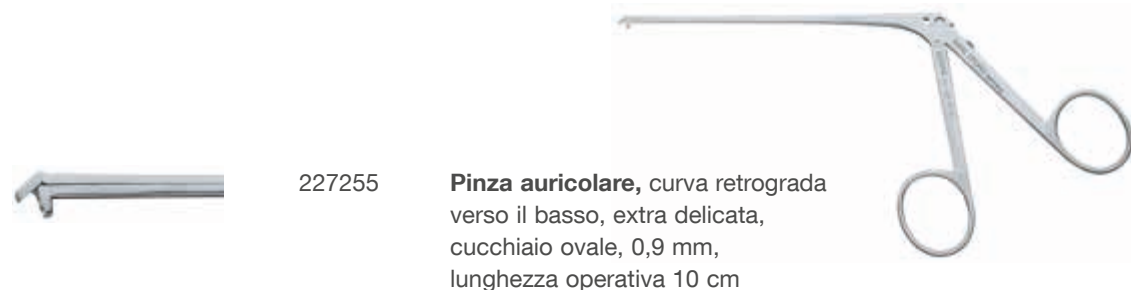 227255
Pinza auricolare, curva retrograda
verso il basso, extra delicata,
cucchiaio ovale, 0,9 mm,
lunghezza operativa 10 cm